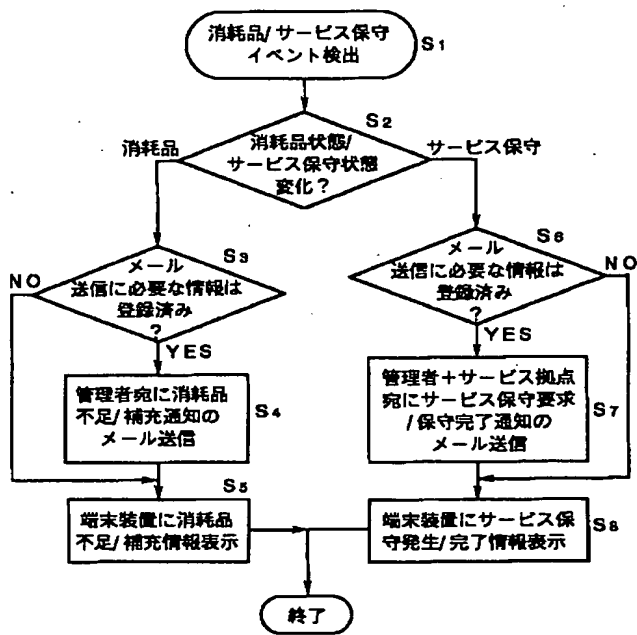 消耗品/サービス保守
イベント検出
S1
S2
消耗品状態/
サービス保守状態
変化?
消耗品
サービス保守
S3
メール
送信に必要な情報は
登録済み
?
NO
YES
S6
メール
送信に必要な情報は
登録済み
?
NO
YES
管理者宛に消耗品
不足/補充通知の
メール送信
S4
管理者+サービス拠点
宛にサービス保守要求
/保守完了通知の
メール送信
S7
S5
端末装置に消耗品
不足/補充情報表示
端末装置にサービス保
守発生/完了情報表示
S8
終了